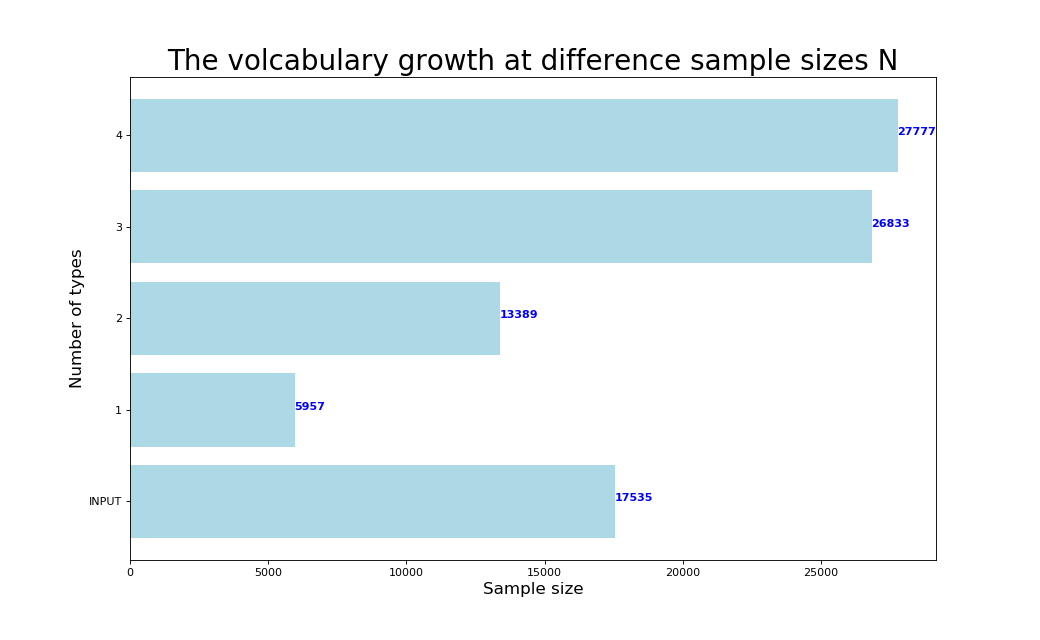 The volcabulary growth at difference sample sizes N
4
27777
3
26833
Number of types
2
13389
1
5957
INPUT
17535
0 5000 10000 15000 20000 25000
Sample size